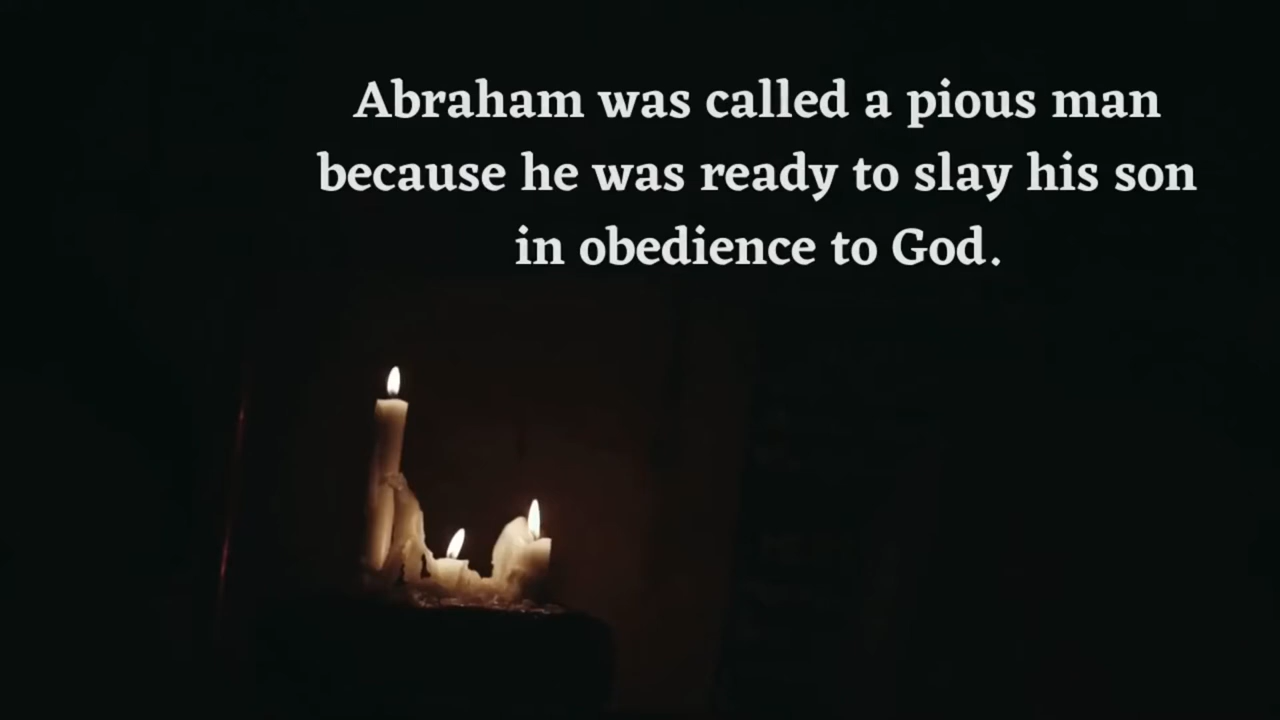 Abraham was called a pious man
because he was ready to slay his son
in obedience to God.